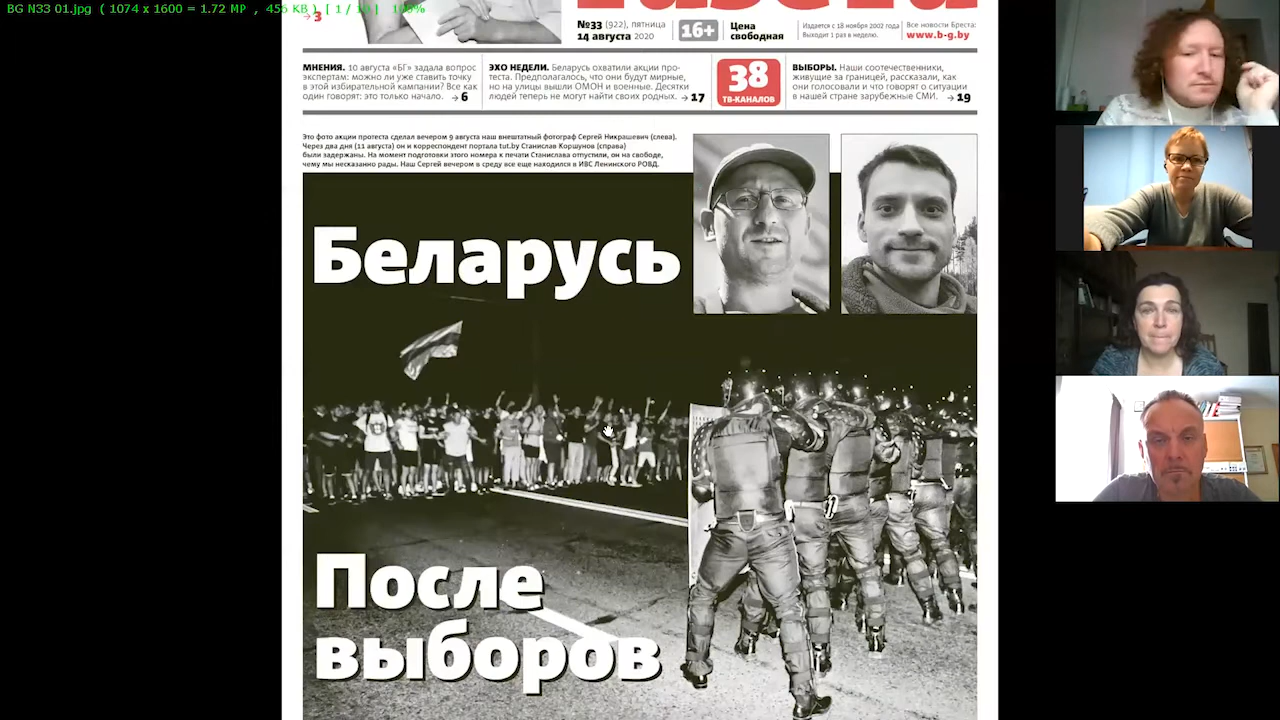 BG N33 01.jpg ( 1074 x 1600 = 1.72 MP , 456 KB ) [ 1 / 10 ] 109%
→ 3
газета
№33 (922), пятница
14 августа 2020
16+
Цена
свободная
Издается с 18 ноября 2002 года
Выходит 1 раз в неделю.
Все новости Бреста:
www.b-g.by
МНЕНИЯ. 10 августа «БГ» задала вопрос
экспертам: можно ли уже ставить точку
в этой избирательной кампании? Все как
один говорят: это только начало. → 6
ЭХО НЕДЕЛИ. Беларусь охватили акции про-
теста. Предполагалось, что они будут мирные,
но на улицы вышли ОМОН и военные. Десятки
людей теперь не могут найти своих родных. → 17
38
ТВ-КАНАЛОВ
ВЫБОРЫ. Наши соотечественники,
живущие за границей, рассказали, как
они голосовали и что говорят о ситуации
в нашей стране зарубежные СМИ. → 19
Это фото акции протеста сделал вечером 9 августа наш внештатный фотограф Сергей Никрашевич (слева).
Через два дня (11 августа) он и корреспондент портала tut.by Станислав Коршунов (справа)
были задержаны. На момент подготовки этого номера к печати Станислава отпустили, он на свободе,
чему мы несказанно рады. Наш Сергей вечером в среду все еще находился в ИВС Ленинского РОВД.
Беларусь
После
выборов